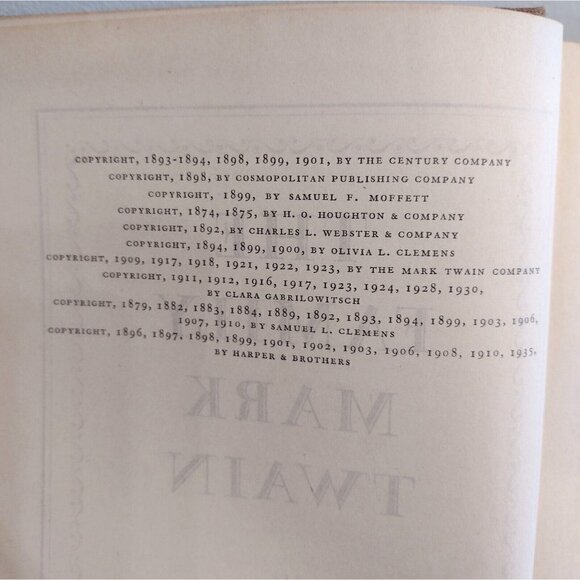 COPYRIGHT, 1893-1894, 1898, 1899, 1901, BY THE CENTURY COMPANY
COPYRIGHT, 1898, BY COSMOPOLITAN PUBLISHING COMPANY
COPYRIGHT, 1899, BY SAMUEL F. MOFFETT
COPYRIGHT, 1874, 1875, BY H. O. HOUGHTON & COMPANY
COPYRIGHT, 1892, BY CHARLES L. WEBSTER & COMPANY
COPYRIGHT, 1894, 1899, 1900, BY OLIVIA L. CLEMENS
COPYRIGHT, 1909, 1917, 1918, 1921, 1922, 1923, BY THE MARK TWAIN COMPANY
COPYRIGHT, 1911, 1912, 1916, 1917, 1923, 1924, 1928, 1930,
BY CLARA GABRILOWITSCH
COPYRIGHT, 1879, 1882, 1883, 1884, 1889, 1892, 1893, 1894, 1899, 1903, 1906,
1907, 1910, BY SAMUEL L. CLEMENS
COPYRIGHT, 1896, 1897, 1898, 1899, 1901, 1902, 1903, 1906, 1908, 1910, 1935,
BY HARPER & BROTHERS
MARK
TWAIN